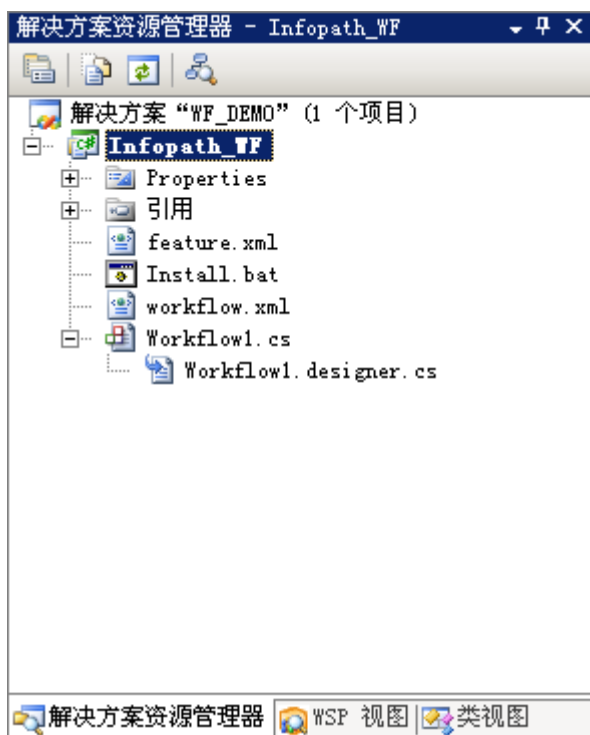 解决方案资源管理器 - Infopath_WF
解决方案“WF_DEMO”(1 个项目)
Infopath_WF
Properties
引用
feature.xml
Install.bat
workflow.xml
Workflow1.cs
Workflow1.designer.cs
解决方案资源管理器 WSP 视图 类视图